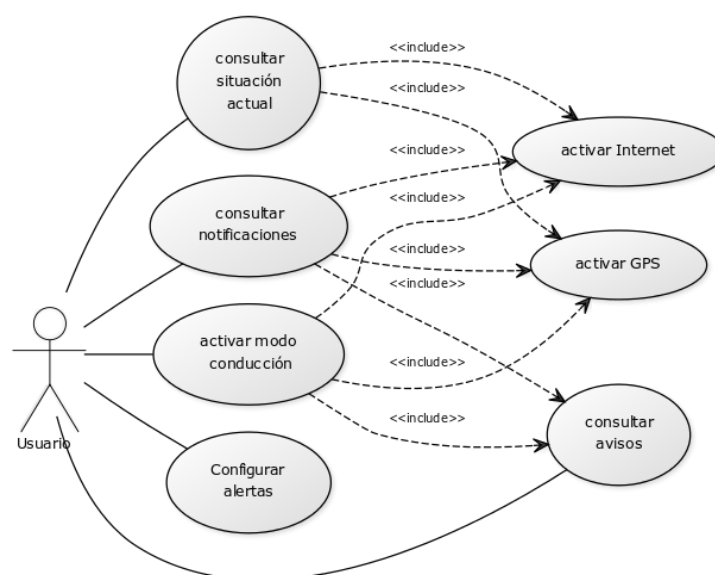 consultar
situación
actual
<<include>>
<<include>>
activar Internet
<<include>>
consultar
notificaciones
<<include>>
<<include>>
activar GPS
<<include>>
activar modo
conducción
<<include>>
Usuario
<<include>>
consultar
avisos
Configurar
alertas